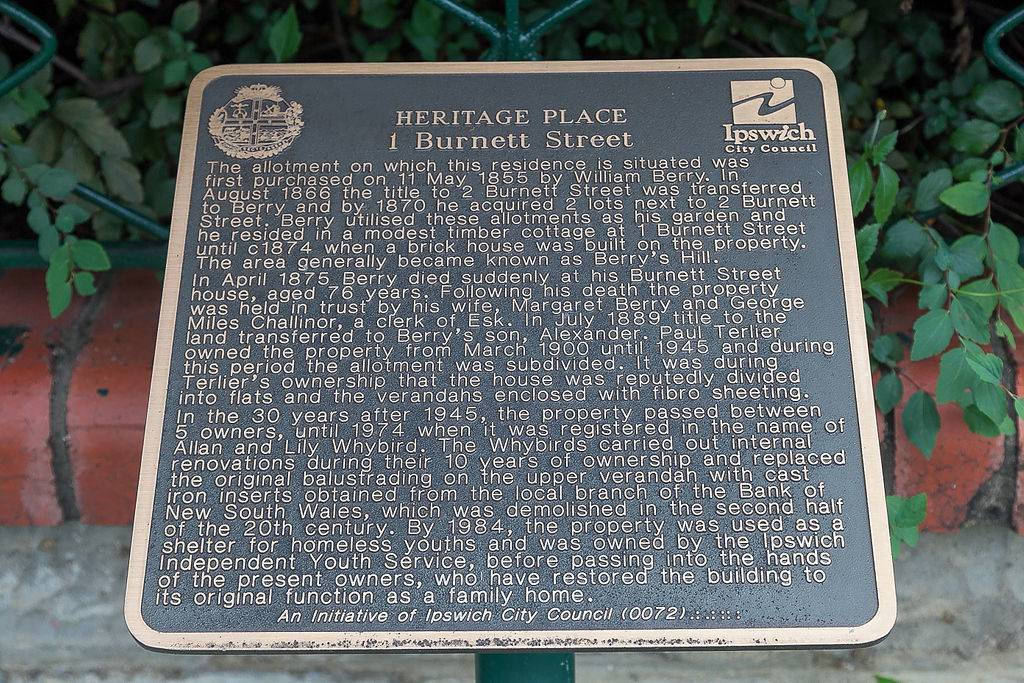 HERITAGE PLACE
1 Burnett Street
Ipswich
City Council
The allotment on which this residence is situated was
first purchased on 11 May 1855 by William Berry. In
August 1868 the title to 2 Burnett Street was transferred
to Berry and by 1870 he acquired 2 lots next to 2 Burnett
Street. Berry utilised these allotments as his garden and
he resided in a modest timber cottage at 1 Burnett Street
until c1874 when a brick house was built on the property.
The area generally became known as Berry's Hill.
In April 1875 Berry died suddenly at his Burnett Street
house, aged 76 years. Following his death the property
was held in trust by his wife, Margaret Berry and George
Miles Challinor, a clerk of Esk. In July 1889 title to the
land transferred to Berry's son, Alexander. Paul Terlier
owned the property from March 1900 until 1945 and during
this period the allotment was subdivided. It was during
Terlier's ownership that the house was reputedly divided
into flats and the verandahs enclosed with fibro sheeting.
In the 30 years after 1945, the property passed between
5 owners, until 1974 when it was registered in the name of
Allan and Lily Whybird. The Whybirds carried out internal
renovations during their 10 years of ownership and replaced
the original balustrading on the upper verandah with cast
iron inserts obtained from the local branch of the Bank of
New South Wales, which was demolished in the second half
of the 20th century. By 1984, the property was used as a
shelter for homeless youths and was owned by the Ipswich
Independent Youth Service, before passing into the hands
of the present owners, who have restored the building to
its original function as a family home.
An Initiative of Ipswich City Council (0072)